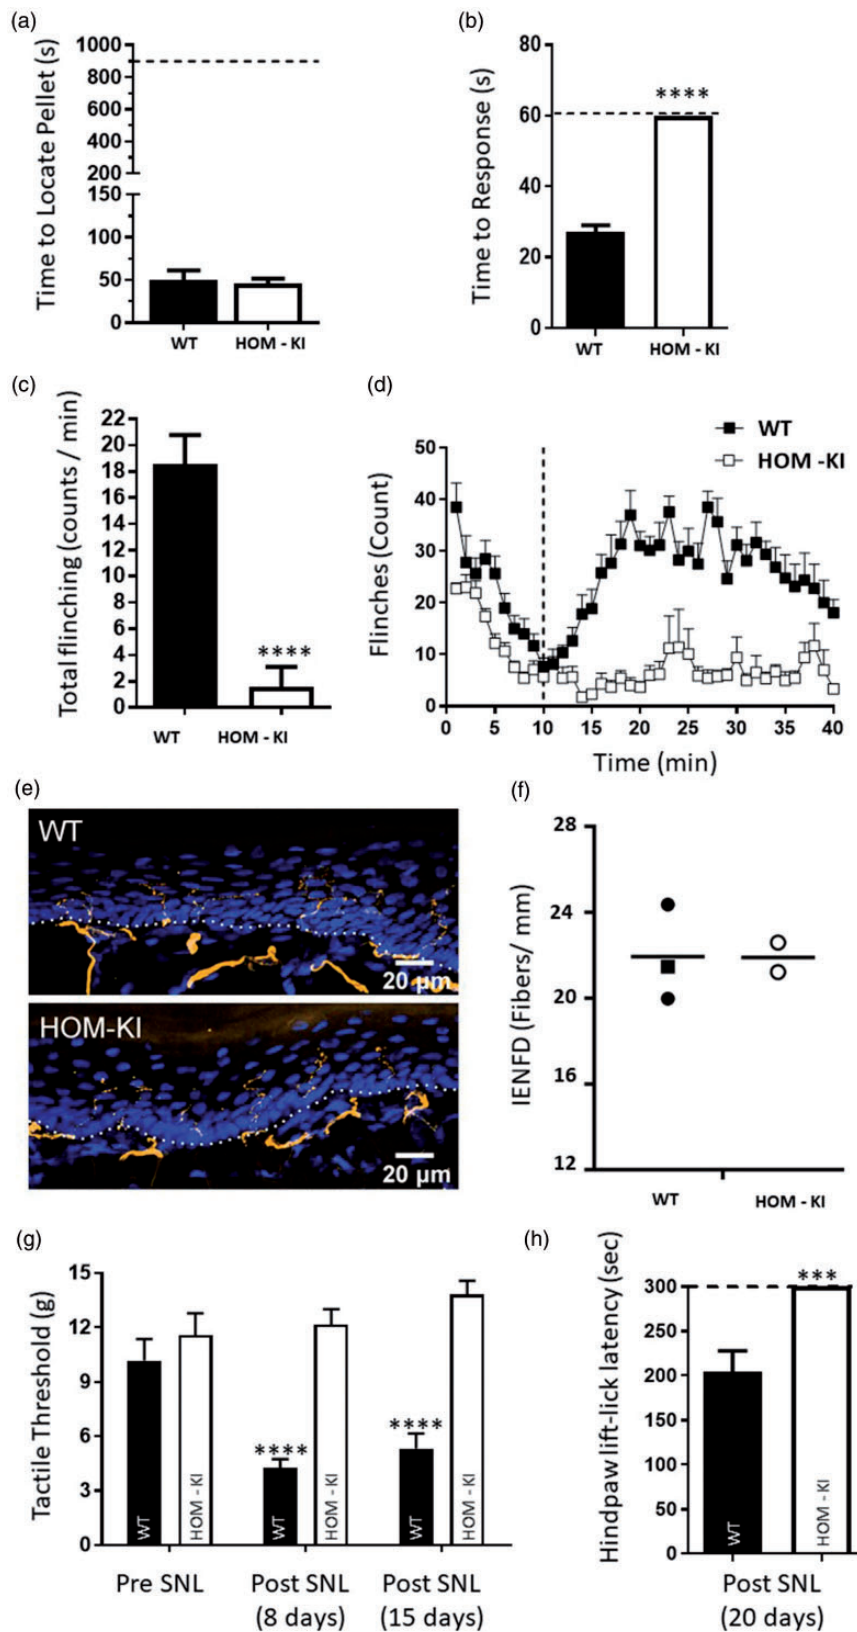 (a)
Time to Locate Pellet (s)
1000
800
600
400
200
150
100
50
0
WT
HOM - KI
(b)
Time to Response (s)
80
60
40
20
0
****
WT
HOM - KI
(c)
Total flinching (counts / min)
22
20
18
16
14
12
10
8
6
4
2
0
****
WT
HOM - KI
(d)
WT
HOM -KI
Flinches (Count)
50
40
30
20
10
0
0
5
10
15
20
25
30
35
40
Time (min)
(e)
WT
20 μm
HOM-KI
20 μm
(f)
IENFD (Fibers/ mm)
28
24
20
16
12
WT
HOM - KI
(g)
Tactile Threshold (g)
15
12
9
6
3
0
WT
HOM - KI
****
WT
HOM - KI
****
WT
HOM - KI
Pre SNL
Post SNL
(8 days)
Post SNL
(15 days)
(h)
Hindpaw lift-lick latency (sec)
300
250
200
150
100
50
0
***
WT
HOM - KI
Post SNL
(20 days)